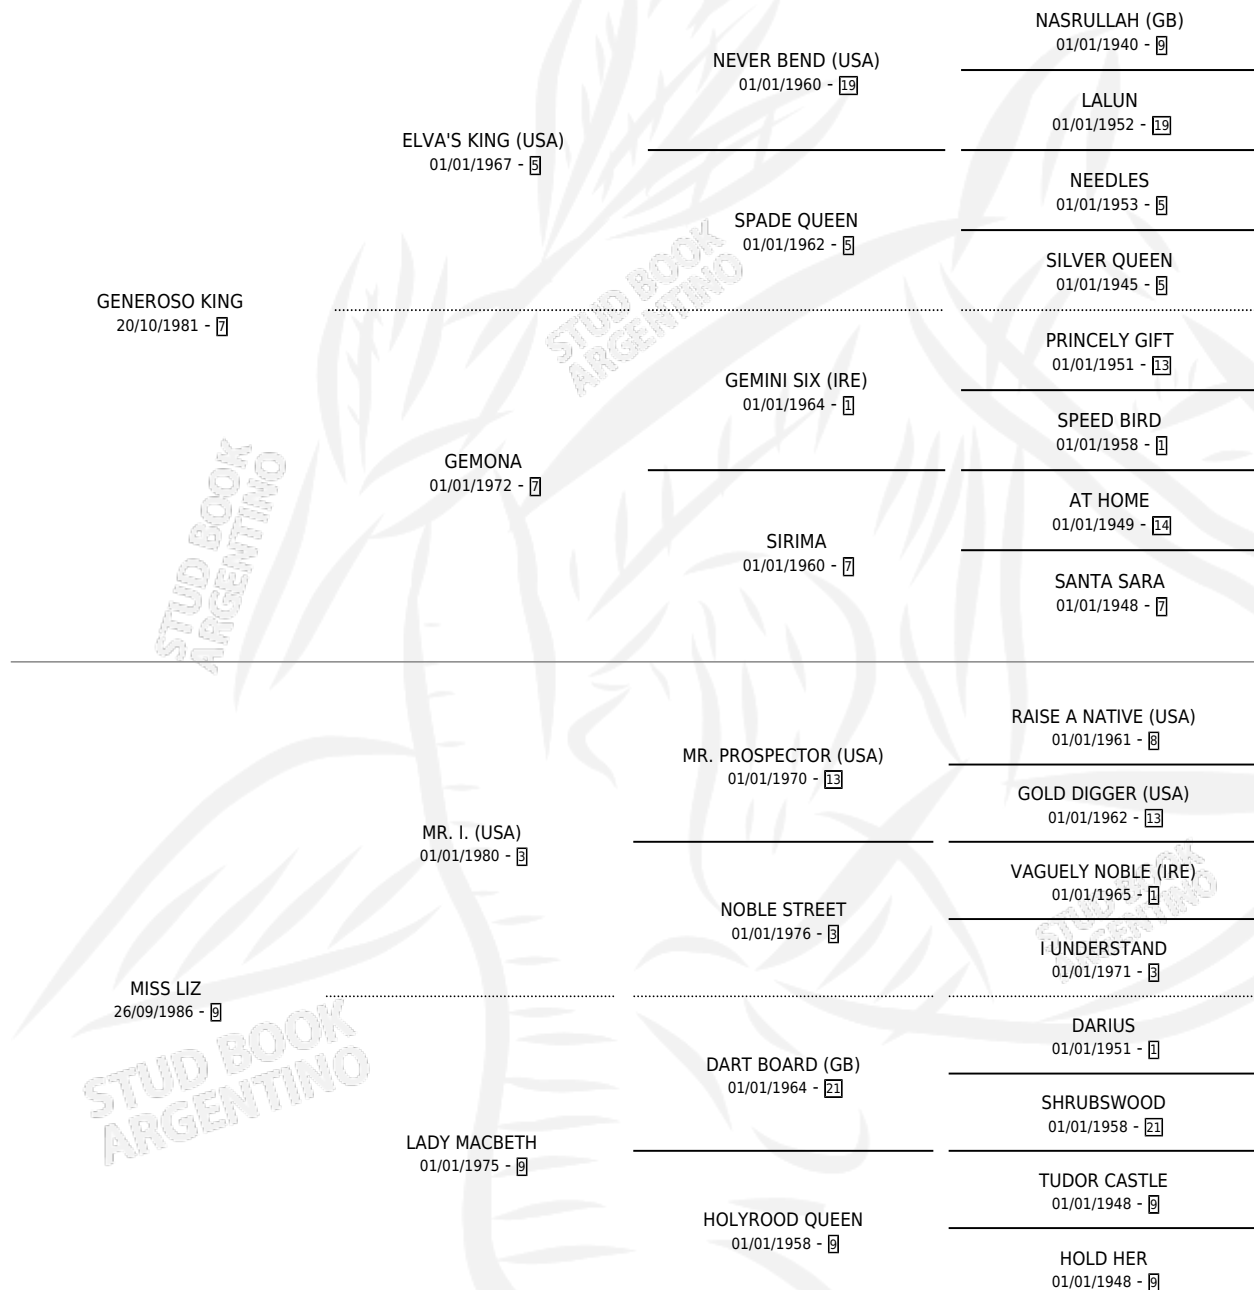 NASRULLAH (GB)
01/01/1940 - 9
NEVER BEND (USA)
01/01/1960 - 19
LALUN
01/01/1952 - 19
ELVA'S KING (USA)
01/01/1967 - 5
NEEDLES
01/01/1953 - 5
SPADE QUEEN
01/01/1962 - 5
SILVER QUEEN
01/01/1945 - 5
GENEROSO KING
20/10/1981 - 7
PRINCELY GIFT
01/01/1951 - 13
GEMINI SIX (IRE)
01/01/1964 - 1
SPEED BIRD
01/01/1958 - 1
GEMONA
01/01/1972 - 7
AT HOME
01/01/1949 - 14
SIRIMA
01/01/1960 - 7
SANTA SARA
01/01/1948 - 7
STUD BOOK
ARGENTINO
STUD BOOK
ARGENTINO
RAISE A NATIVE (USA)
01/01/1961 - 8
MR. PROSPECTOR (USA)
01/01/1970 - 13
GOLD DIGGER (USA)
01/01/1962 - 13
MR. I. (USA)
01/01/1980 - 3
VAGUELY NOBLE (IRE)
01/01/1965 - 1
NOBLE STREET
01/01/1976 - 3
I UNDERSTAND
01/01/1971 - 3
MISS LIZ
26/09/1986 - 9
DARIUS
01/01/1951 - 1
DART BOARD (GB)
01/01/1964 - 21
SHRUBSWOOD
01/01/1958 - 21
LADY MACBETH
01/01/1975 - 9
TUDOR CASTLE
01/01/1948 - 9
HOLYROOD QUEEN
01/01/1958 - 9
HOLD HER
01/01/1948 - 9
STUD BOOK
ARGENTINO
STUD BOOK
ARGENTINO